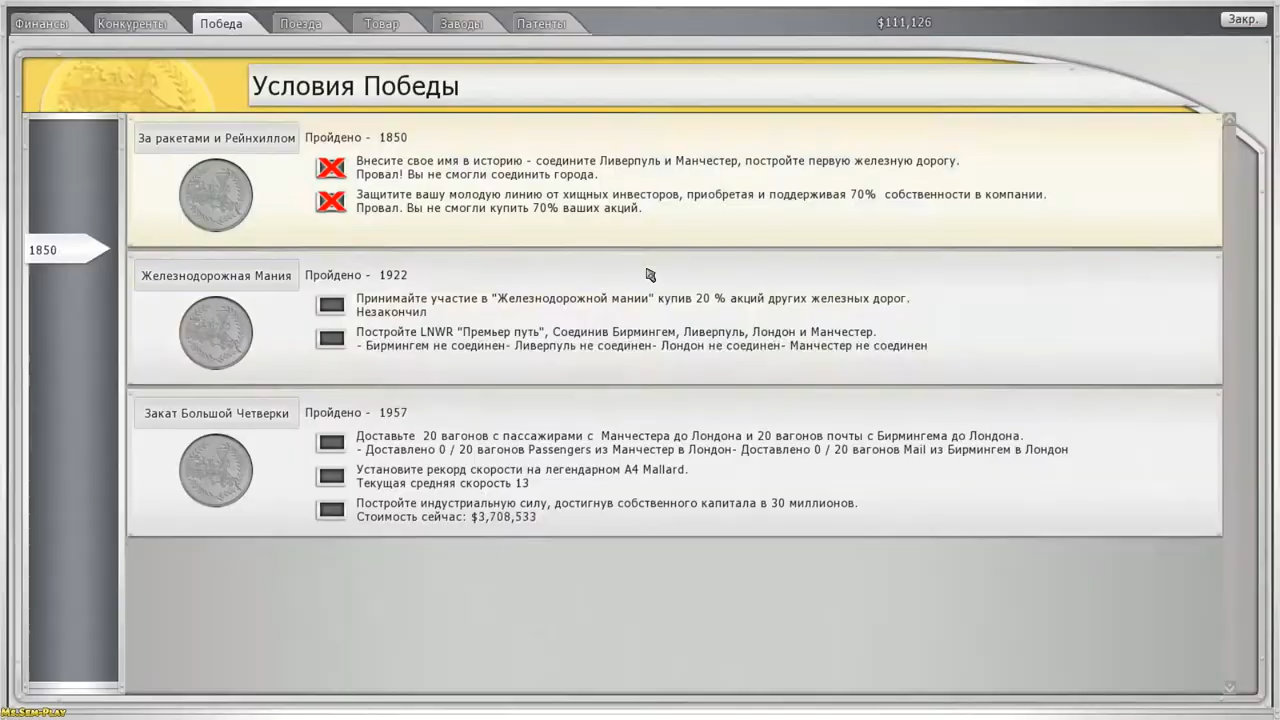 Финансы Конкуренты Победа Поезда Товар Заводы Патенты $111,126 Закр.
Условия Победы
За ракетами и Рейнхиллом Пройдено - 1850
Внесите свое имя в историю - соедините Ливерпуль и Манчестер, постройте первую железную дорогу.
Провал! Вы не смогли соединить города.
Защитите вашу молодую линию от хищных инвесторов, приобретая и поддерживая 70% собственности в компании.
Провал. Вы не смогли купить 70% ваших акций.
1850
Железнодорожная Мания Пройдено - 1922
Принимайте участие в "Железнодорожной мании" купив 20 % акций других железных дорог.
Незакончил
Постройте LNWR "Премьер путь", Соединив Бирмингем, Ливерпуль, Лондон и Манчестер.
- Бирмингем не соединен- Ливерпуль не соединен- Лондон не соединен- Манчестер не соединен
Закат Большой Четверки Пройдено - 1957
Доставьте 20 вагонов с пассажирами с Манчестера до Лондона и 20 вагонов почты с Бирмингема до Лондона.
- Доставлено 0 / 20 вагонов Passengers из Манчестер в Лондон- Доставлено 0 / 20 вагонов Mail из Бирмингем в Лондон
Установите рекорд скорости на легендарном A4 Mallard.
Текущая средняя скорость 13
Постройте индустриальную силу, достигнув собственного капитала в 30 миллионов.
Стоимость сейчас: $3,708,533
Mr.Sem-Play